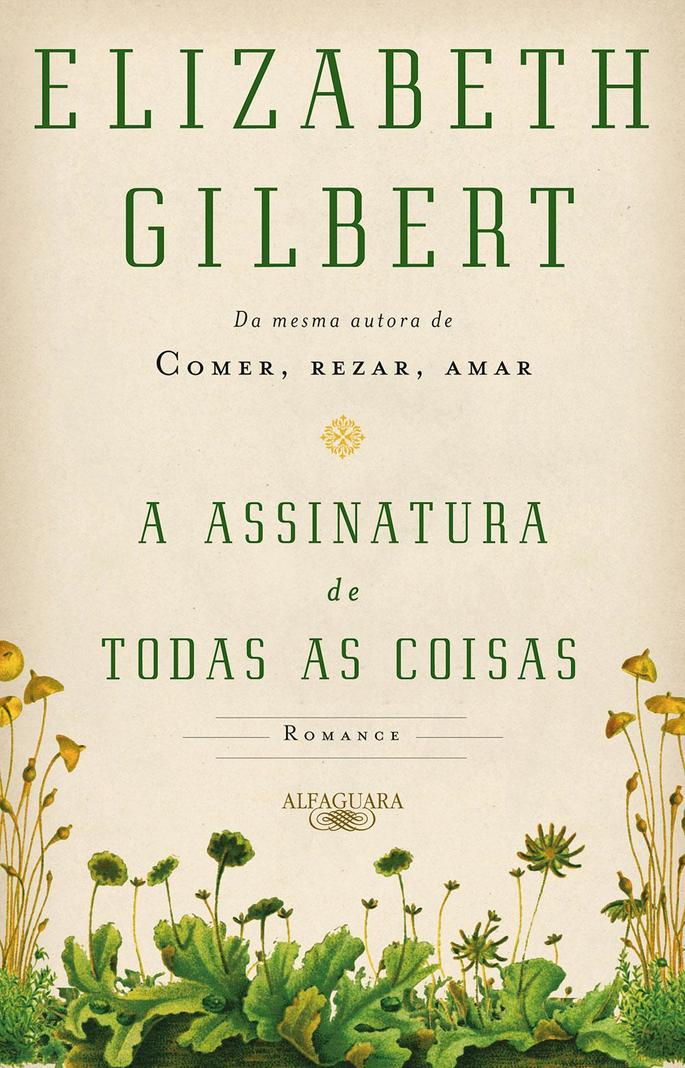 ELIZABETH
GILBERT
Da mesma autora de
COMER, REZAR, AMAR
A ASSINATURA
de
TODAS AS COISAS
ROMANCE
ALFAGUARA